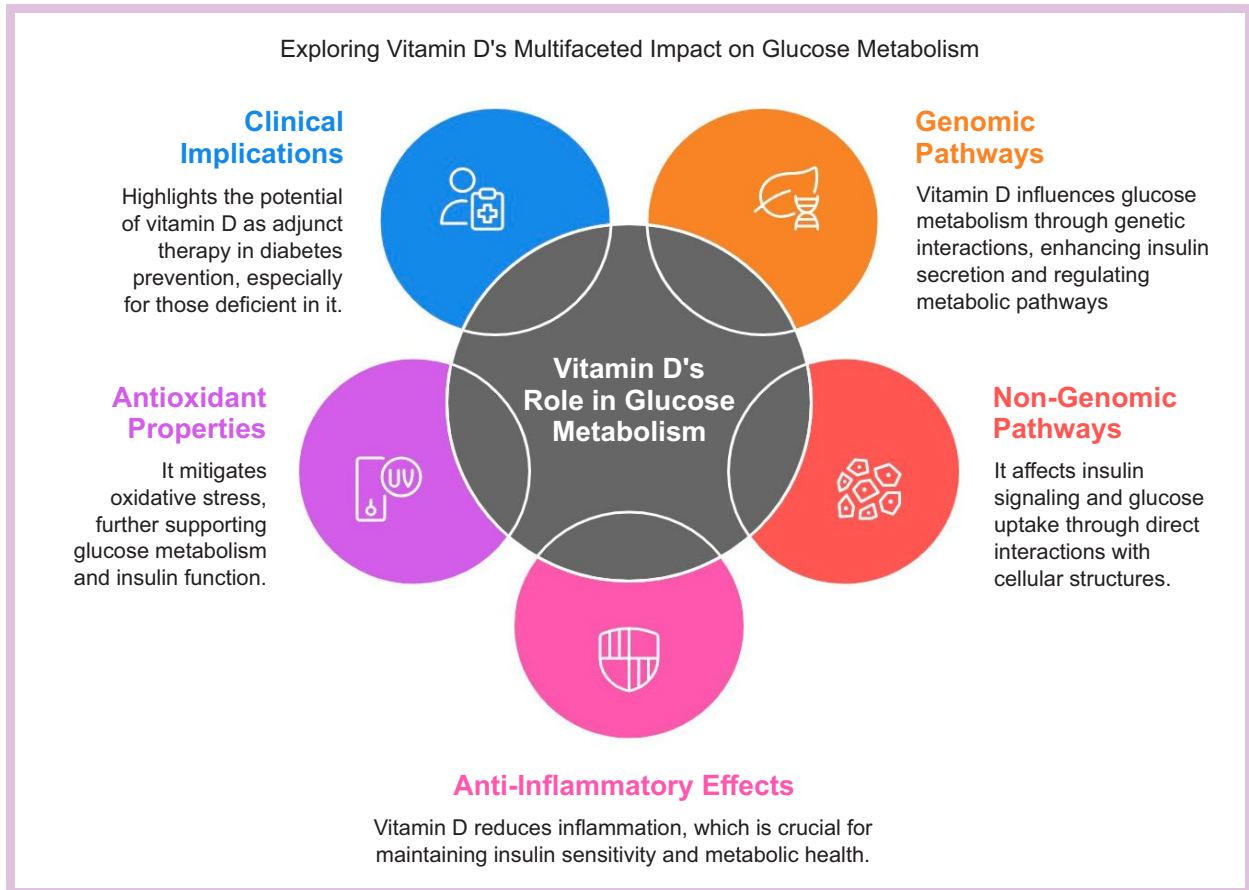 Exploring Vitamin D's Multifaceted Impact on Glucose Metabolism
Clinical
Implications
Highlights the potential
of vitamin D as adjunct
therapy in diabetes
prevention, especially
for those deficient in it.
Genomic
Pathways
Vitamin D influences glucose
metabolism through genetic
interactions, enhancing insulin
secretion and regulating
metabolic pathways
Vitamin D's
Role in Glucose
Metabolism
Antioxidant
Properties
It mitigates
oxidative stress,
further supporting
glucose metabolism
and insulin function.
UV
Non-Genomic
Pathways
It affects insulin
signaling and glucose
uptake through direct
interactions with
cellular structures.
Anti-Inflammatory Effects
Vitamin D reduces inflammation, which is crucial for
maintaining insulin sensitivity and metabolic health.